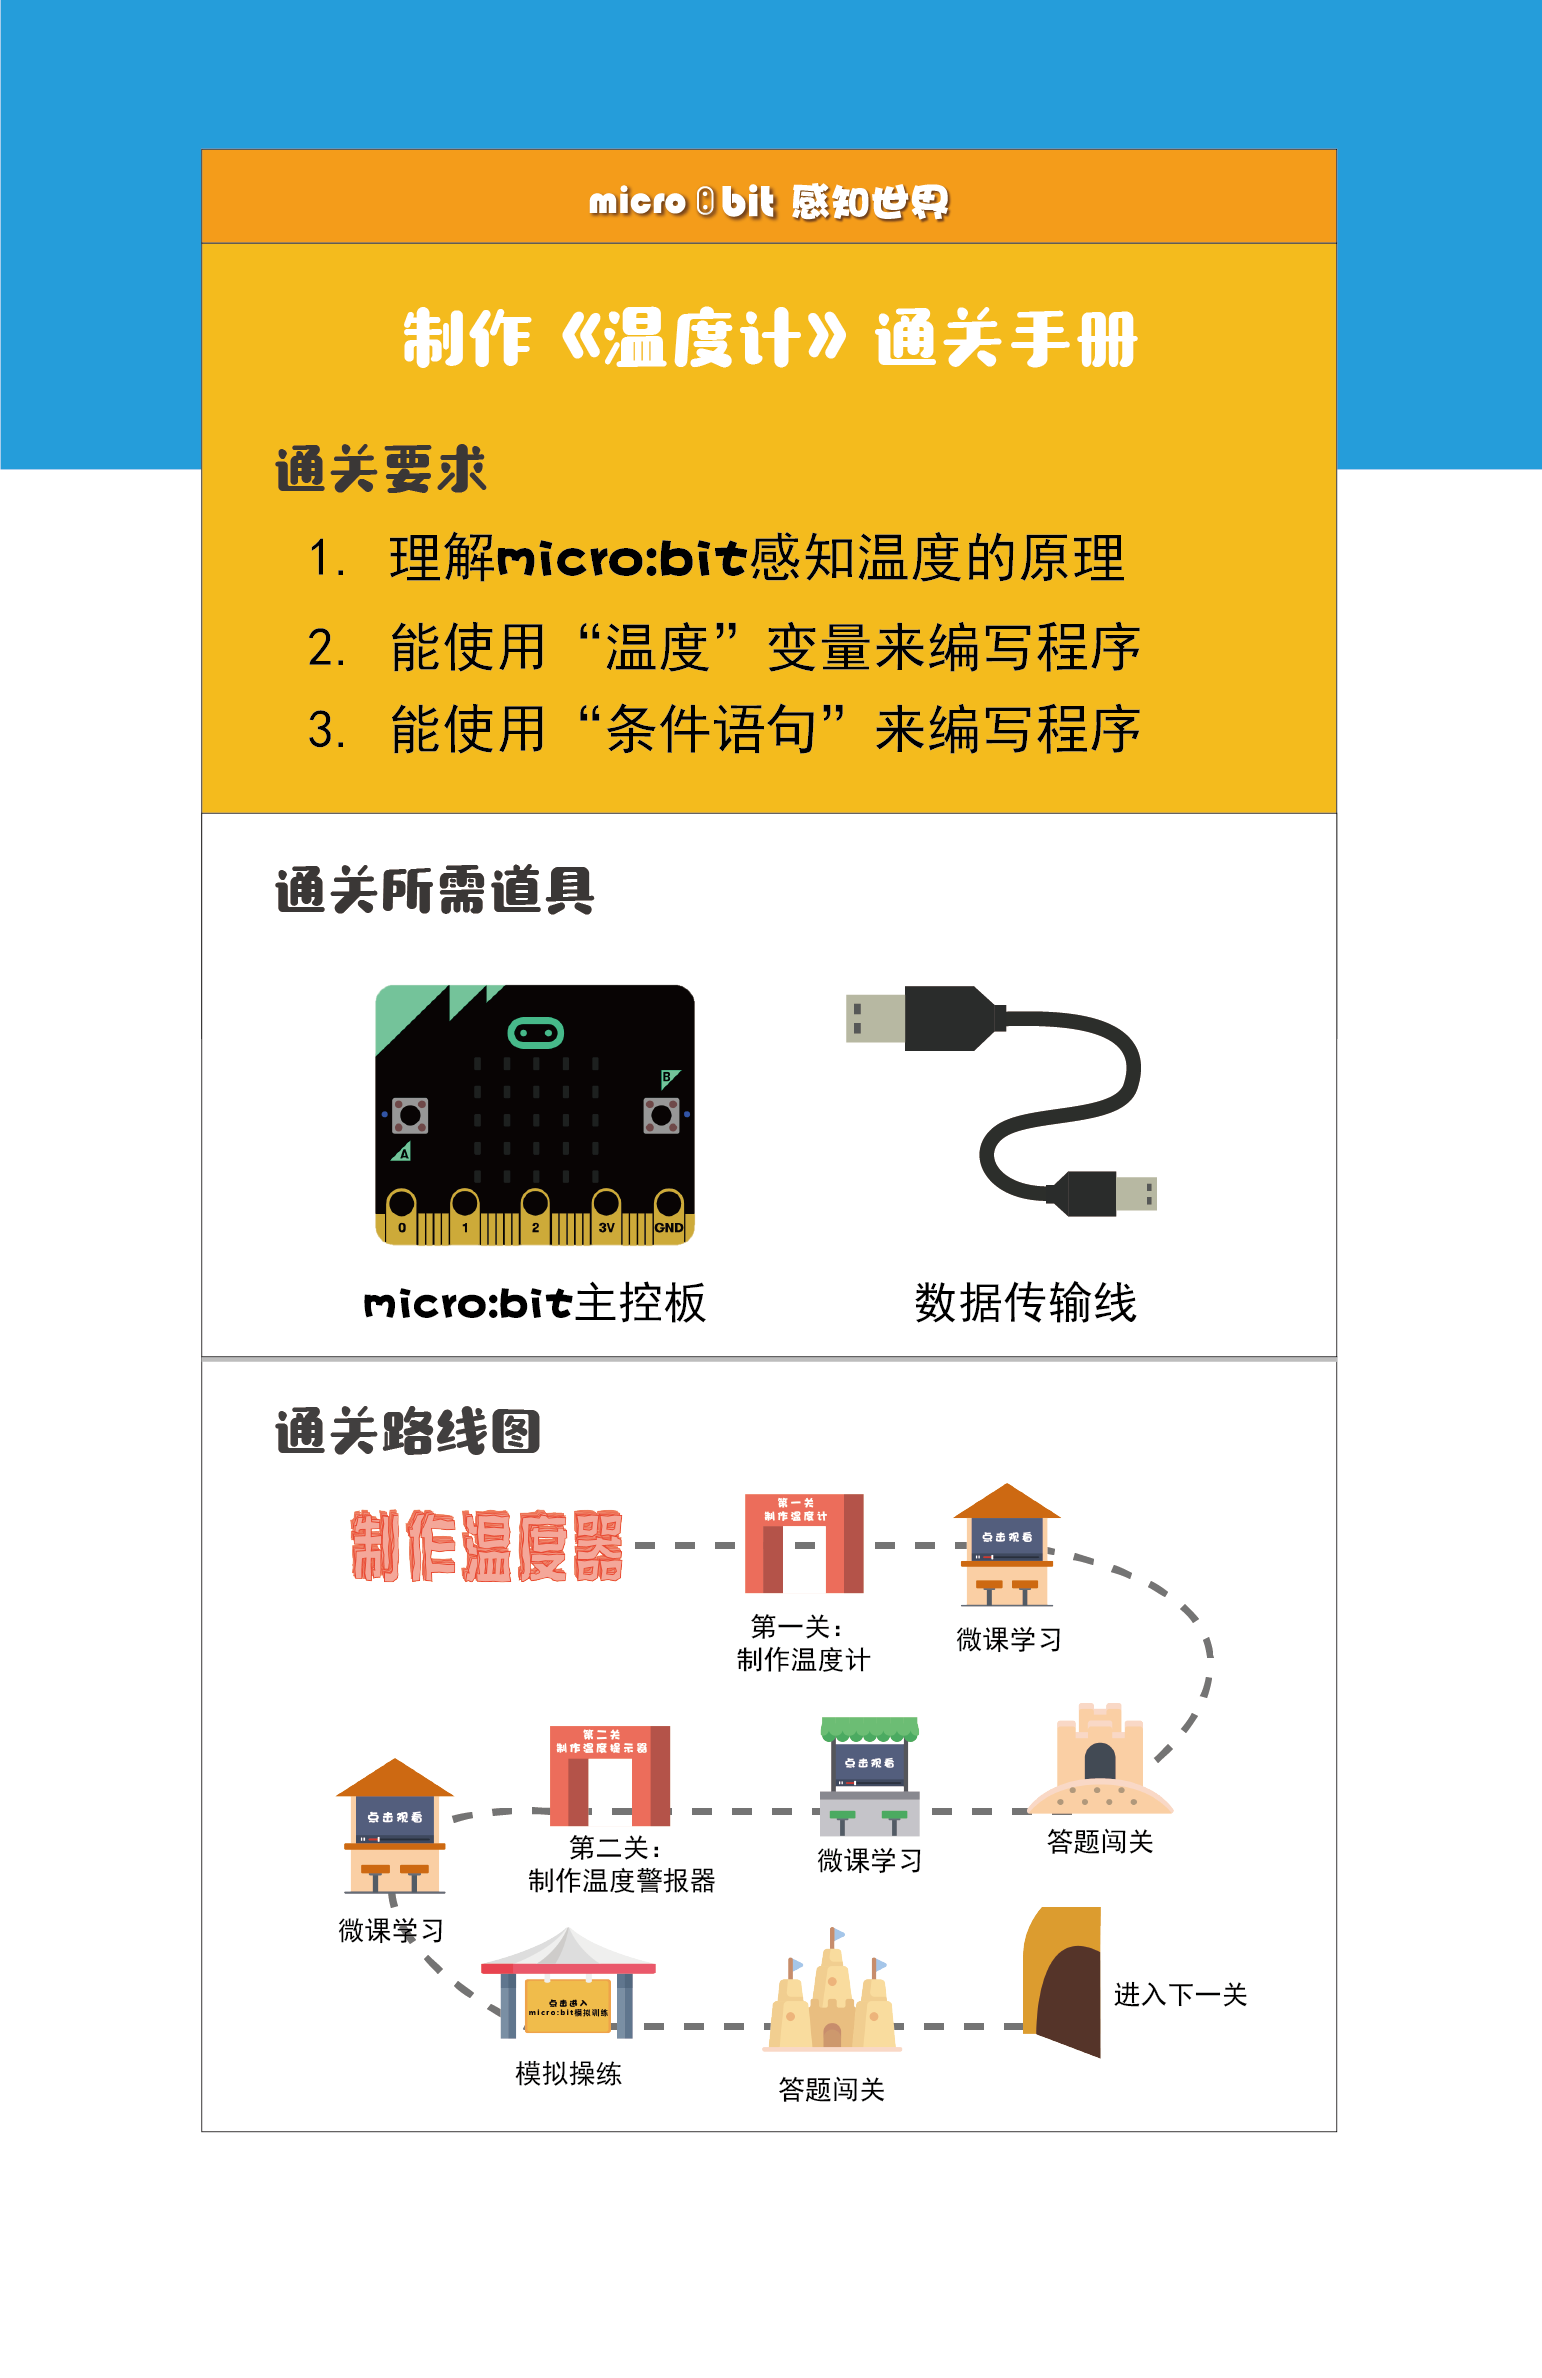 micro:bit 感知世界
制作《温度计》通关手册
通关要求
1. 理解micro:bit感知温度的原理
2. 能使用“温度”变量来编写程序
3. 能使用“条件语句”来编写程序
通关所需道具
B
A
0 1 2 3V GND
micro:bit主控板
数据传输线
通关路线图
制作温度器
第一关
制作温度计
点击观看
第一关：
制作温度计
微课学习
第二关
制作温度提示器
点击观看
点击观看
第二关：
制作温度警报器
微课学习
答题闯关
微课学习
点击进入
micro:bit模拟训练
进入下一关
模拟操练
答题闯关